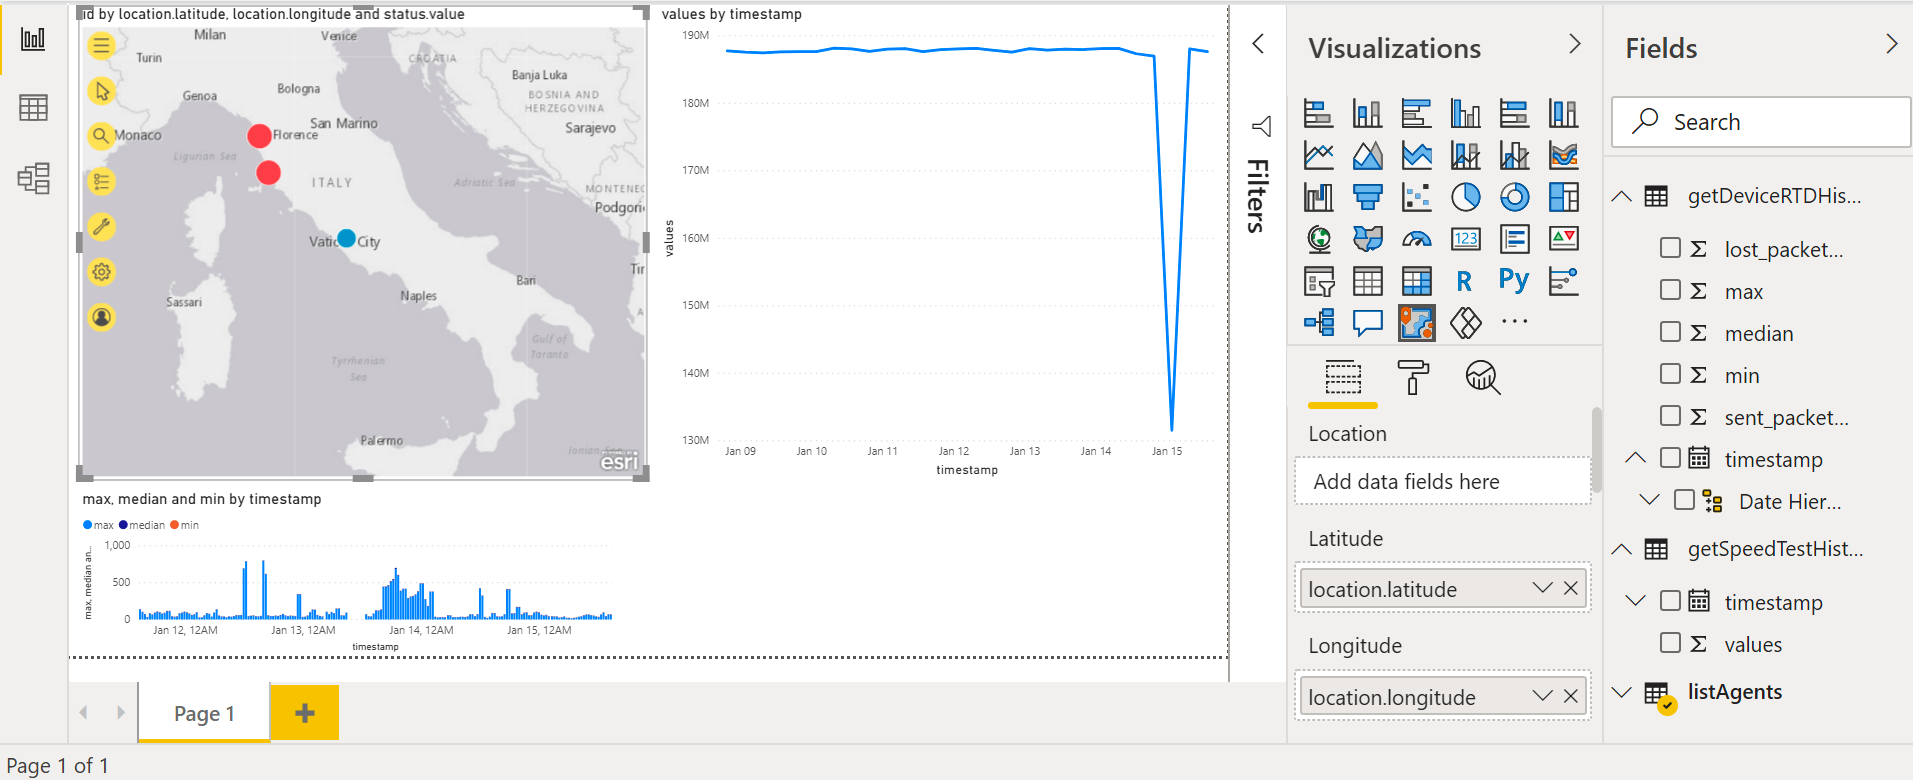 id by location.latitude, location.longitude and status.value
Milan
Venice
Turin
CROATIA
Banja Luka
Bologna
BOSNIA AND
HERZEGOVINA
Genoa
San Marino
Monaco
Florence
Sarajevo
Ligurian Sea
ITALY
Adriatic Sea
MONTENEG
Podgori
Vatic City
Tir
Bari
Naples
Sassari
Gulf of
Taranto
Tyrrhenian
Sea
Palermo
Ionian Sea
esri
values by timestamp
190M
180M
170M
160M
150M
140M
130M
values
Jan 09 Jan 10 Jan 11 Jan 12 Jan 13 Jan 14 Jan 15
timestamp
max, median and min by timestamp
max median min
max, median an...
1,000
500
0
Jan 12, 12AM Jan 13, 12AM Jan 14, 12AM Jan 15, 12AM
timestamp
Page 1
Page 1 of 1
Filters
Visualizations
123
R
Py
Location
Add data fields here
Latitude
location.latitude
Longitude
location.longitude
Fields
Search
getDeviceRTDHis...
lost_packet...
max
median
min
sent_packet...
timestamp
Date Hier...
getSpeedTestHist...
timestamp
values
listAgents